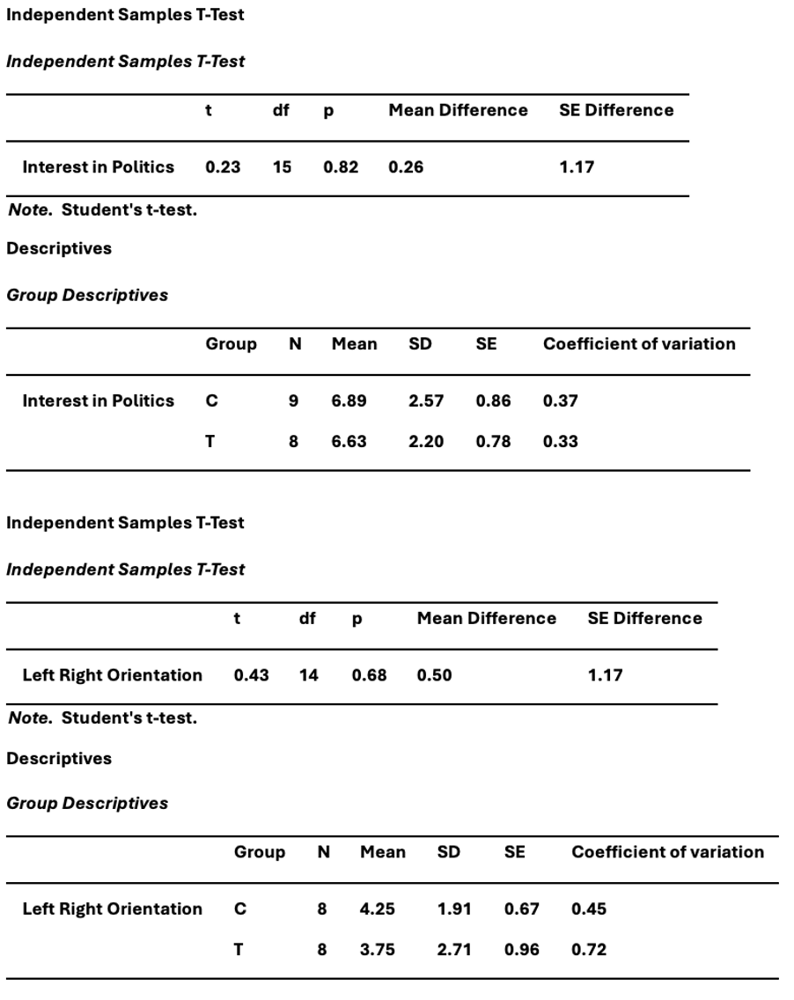 Independent Samples T-Test
Independent Samples T-Test
t df p Mean Difference SE Difference
Interest in Politics 0.23 15 0.82 0.26 1.17
Note. Student's t-test.
Descriptives
Group Descriptives
Group N Mean SD SE Coefficient of variation
Interest in Politics C 9 6.89 2.57 0.86 0.37
T 8 6.63 2.20 0.78 0.33
Independent Samples T-Test
Independent Samples T-Test
t df p Mean Difference SE Difference
Left Right Orientation 0.43 14 0.68 0.50 1.17
Note. Student's t-test.
Descriptives
Group Descriptives
Group N Mean SD SE Coefficient of variation
Left Right Orientation C 8 4.25 1.91 0.67 0.45
T 8 3.75 2.71 0.96 0.72